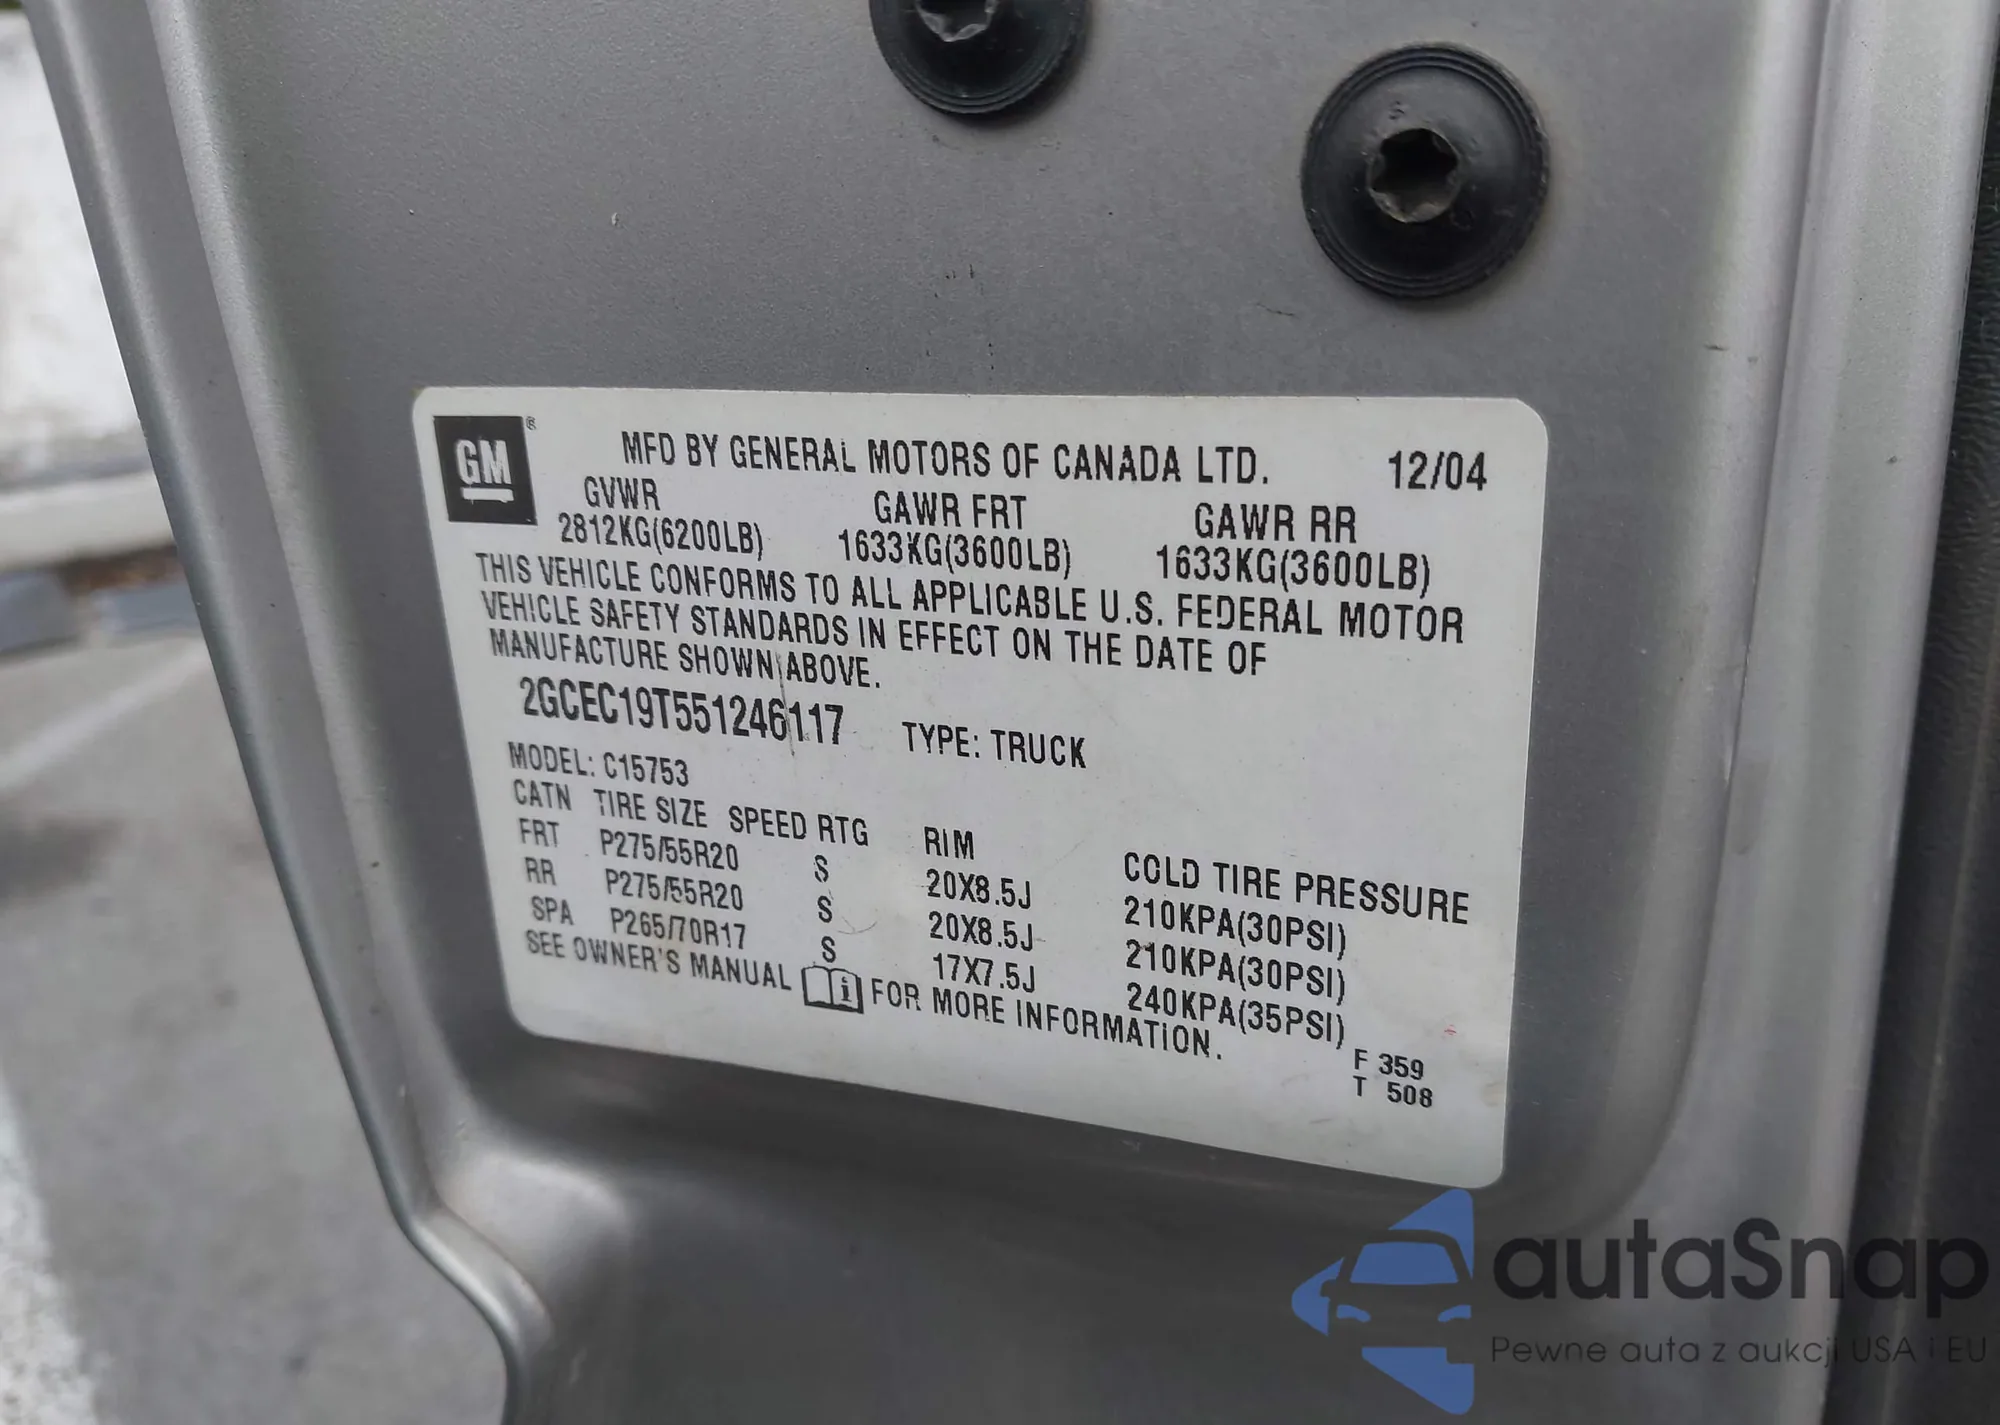 GM®
MFD BY GENERAL MOTORS OF CANADA LTD. 12/04
GVWR GAWR FRT GAWR RR
2812KG(6200LB) 1633KG(3600LB) 1633KG(3600LB)
THIS VEHICLE CONFORMS TO ALL APPLICABLE U.S. FEDERAL MOTOR
VEHICLE SAFETY STANDARDS IN EFFECT ON THE DATE OF
MANUFACTURE SHOWN ABOVE.
2GCEC19T551246117 TYPE: TRUCK
MODEL: C15753
CATN TIRE SIZE SPEED RTG RIM COLD TIRE PRESSURE
FRT P275/55R20 S 20X8.5J 210KPA(30PSI)
RR P275/55R20 S 20X8.5J 210KPA(30PSI)
SPA P265/70R17 S 17X7.5J 240KPA(35PSI)
SEE OWNER'S MANUAL i FOR MORE INFORMATION.
F 359
T 508
autaSnap
Pewne auta z aukcji USA i EU